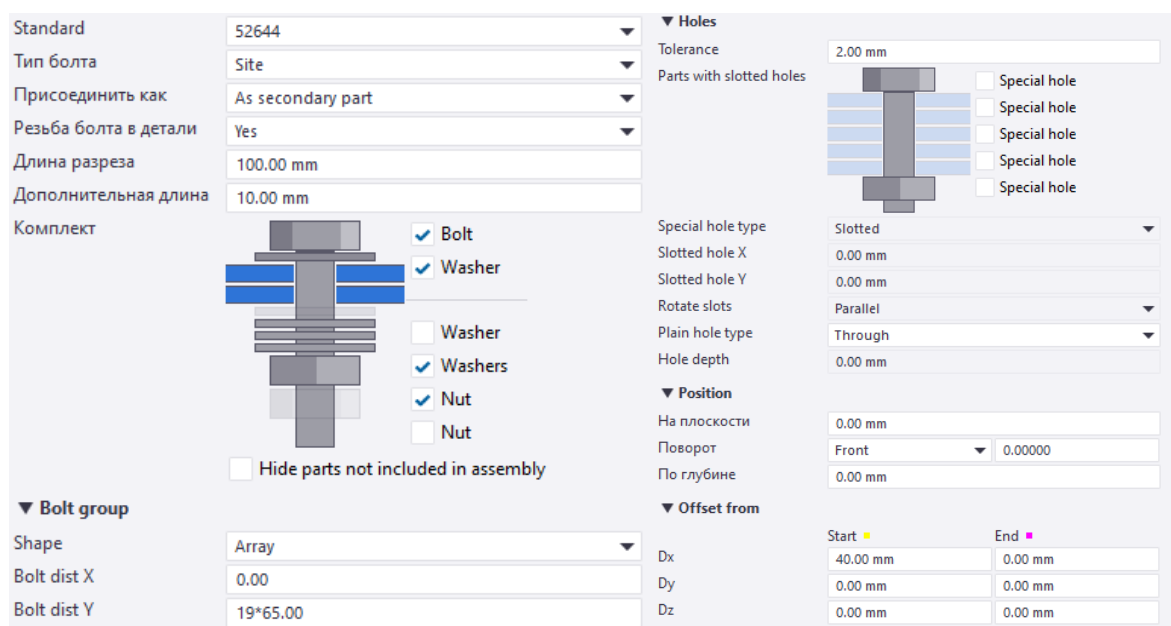 Standard 52644
Тип болта Site
Присоединить как As secondary part
Резьба болта в детали Yes
Длина разреза 100.00 mm
Дополнительная длина 10.00 mm
Комплект
Bolt
Washer
Washer
Washers
Nut
Nut
Hide parts not included in assembly
Bolt group
Shape Array
Bolt dist X 0.00
Bolt dist Y 19*65.00
Holes
Tolerance 2.00 mm
Parts with slotted holes
Special hole
Special hole
Special hole
Special hole
Special hole
Special hole type Slotted
Slotted hole X 0.00 mm
Slotted hole Y 0.00 mm
Rotate slots Parallel
Plain hole type Through
Hole depth 0.00 mm
Position
На плоскости 0.00 mm
Поворот Front 0.00000
По глубине 0.00 mm
Offset from
Start End
Dx 40.00 mm 0.00 mm
Dy 0.00 mm 0.00 mm
Dz 0.00 mm 0.00 mm